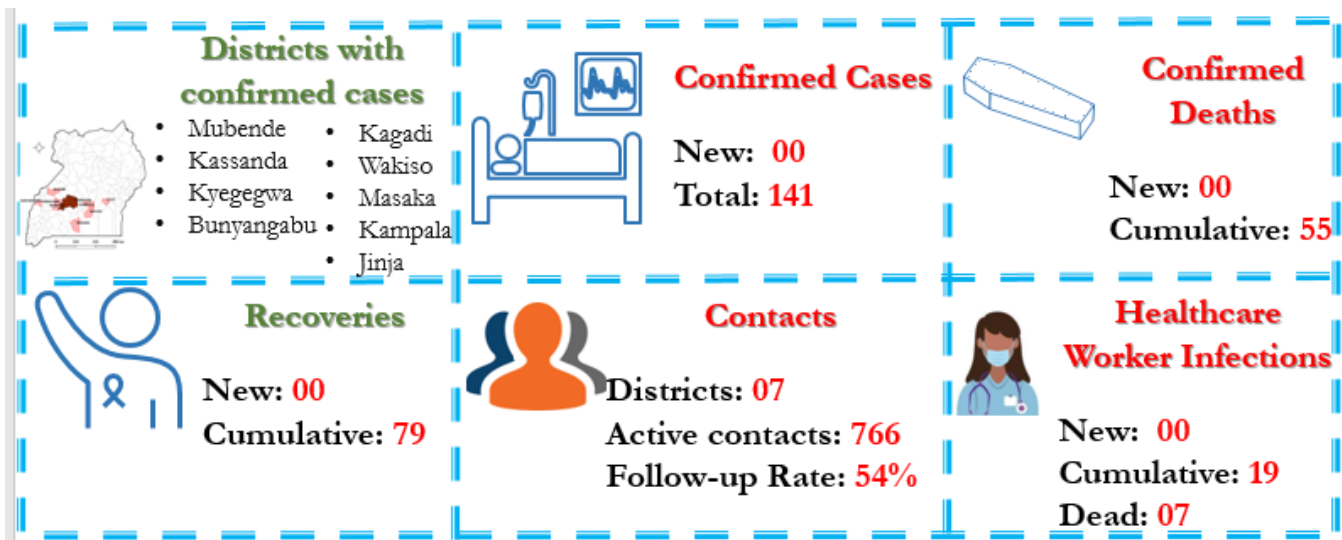 Districts with
confirmed cases
• Mubende
• Kassanda
• Kyegegwa
• Bunyangabu
• Kagadi
• Wakiso
• Masaka
• Kampala
• Jinja
Confirmed Cases
New: 00
Total: 141
Confirmed
Deaths
New: 00
Cumulative: 55
Recoveries
New: 00
Cumulative: 79
Contacts
Districts: 07
Active contacts: 766
Follow-up Rate: 54%
Healthcare
Worker Infections
New: 00
Cumulative: 19
Dead: 07